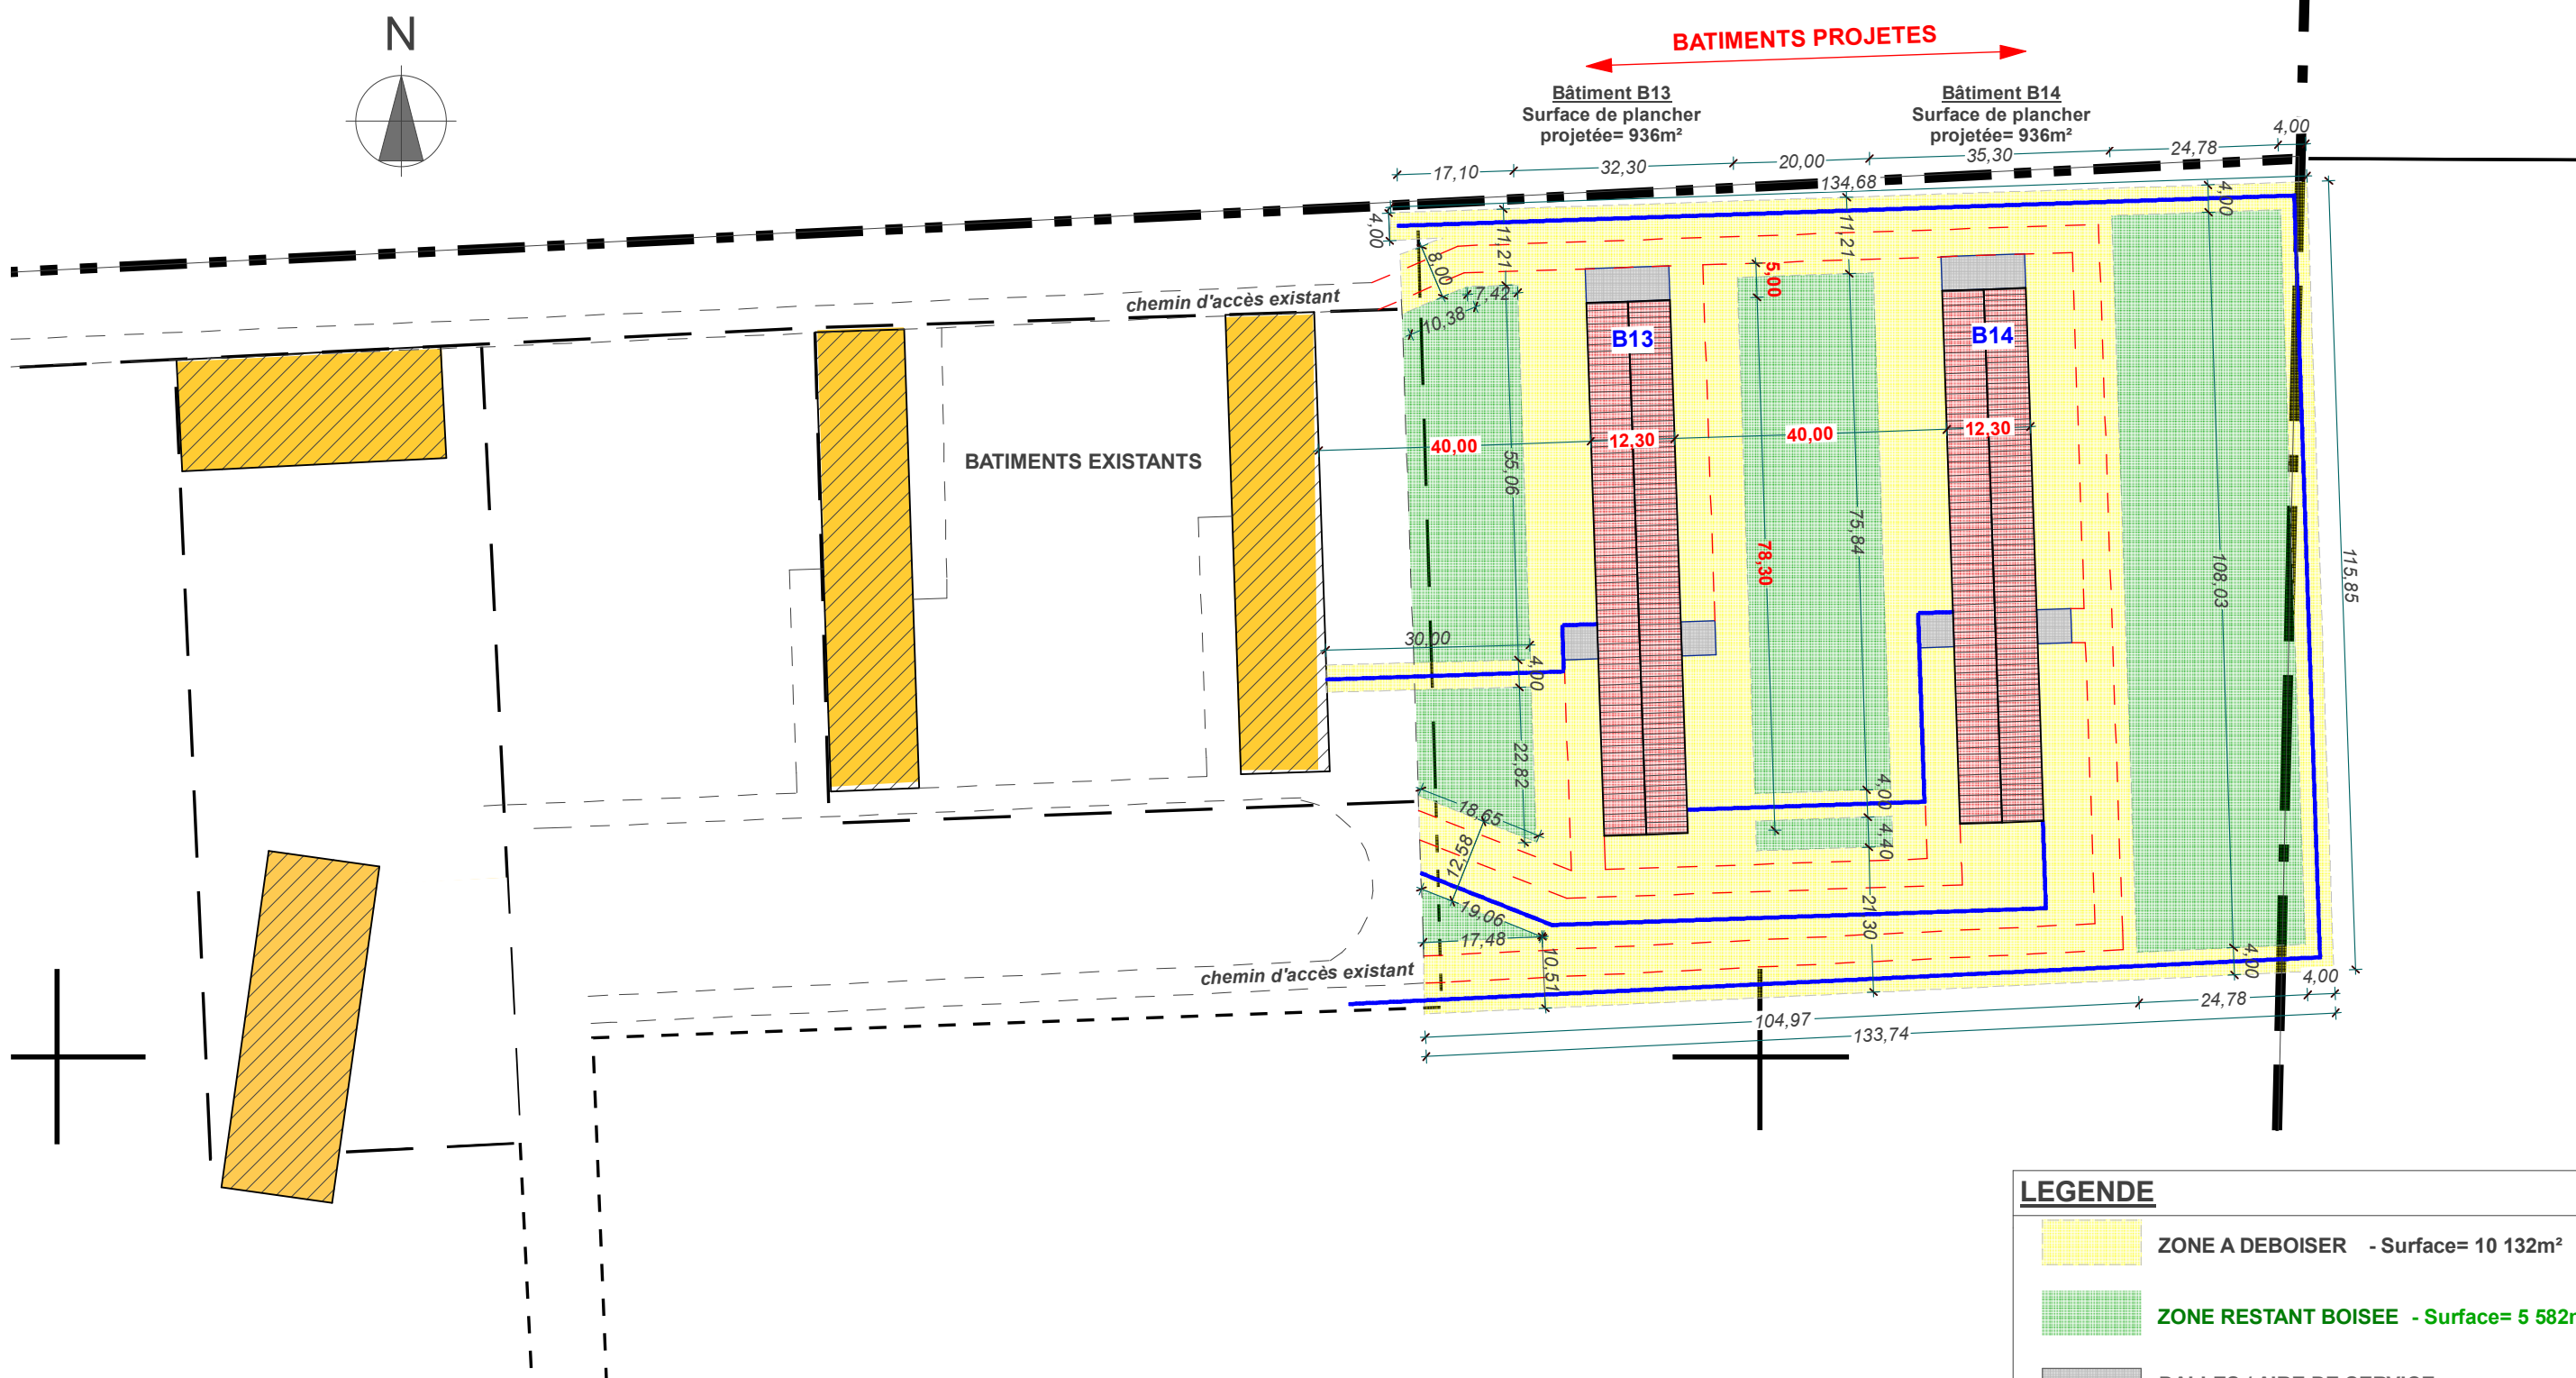 N
BATIMENTS PROJETES
Bâtiment B13
Surface de plancher
projetée= 936m²
Bâtiment B14
Surface de plancher
projetée= 936m²
4,00
17,10
32,30
20,00
35,30
24,78
134,68
4,00
4,00
11,21
11,21
8,00
5,00
7,42
10,38
chemin d'accès existant
B13
B14
BATIMENTS EXISTANTS
40,00
12,30
40,00
12,30
55,06
75,84
78,30
108,03
115,85
30,00
4,00
22,82
18,65
12,58
4,00
4,40
19,06
17,48
21,30
10,51
4,00
4,00
chemin d'accès existant
24,78
104,97
133,74
LEGENDE
ZONE A DEBOISER - Surface= 10 132m²
ZONE RESTANT BOISEE - Surface= 5 582